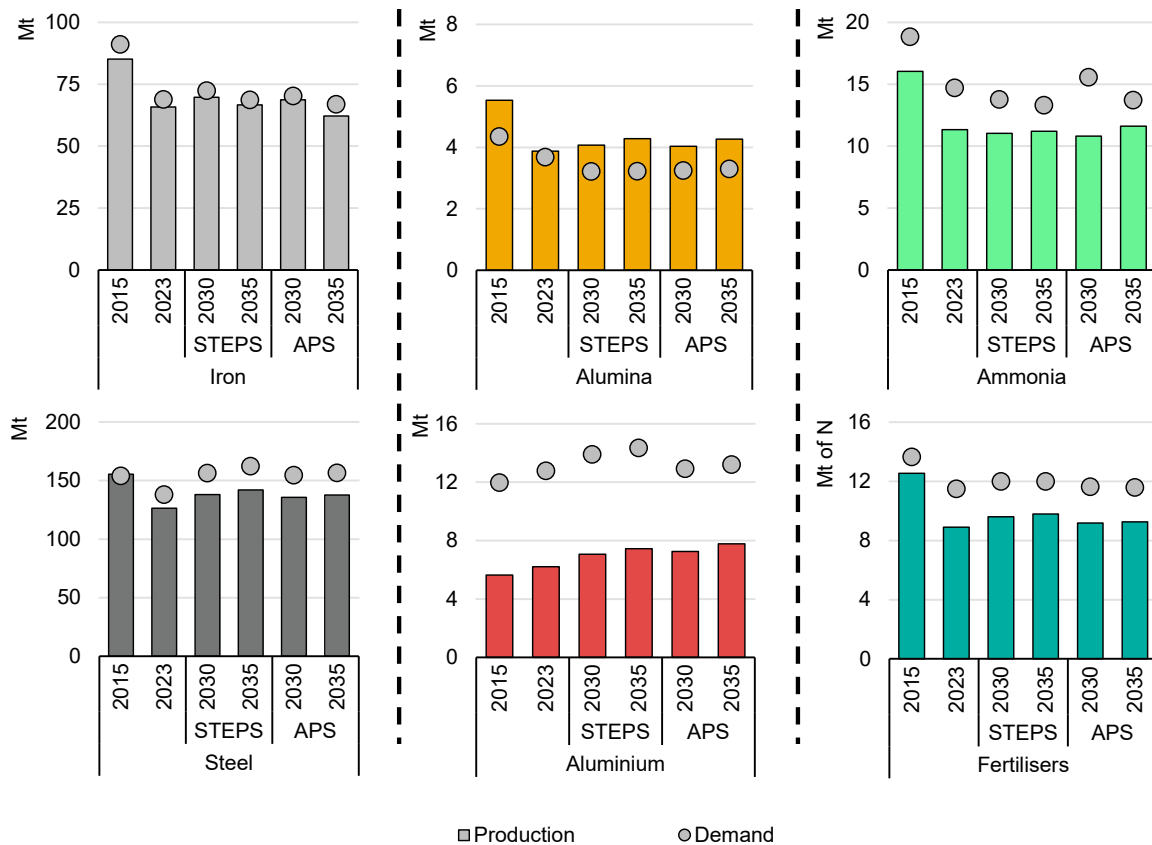 Mt
100
75
50
25
0
2015
2023
2030
2035
2030
2035
STEPS
APS
Iron
Mt
8
6
4
2
0
2015
2023
2030
2035
2030
2035
STEPS
APS
Alumina
Mt
20
15
10
5
0
2015
2023
2030
2035
2030
2035
STEPS
APS
Ammonia
Mt
200
150
100
50
0
2015
2023
2030
2035
2030
2035
STEPS
APS
Steel
Mt
16
12
8
4
0
2015
2023
2030
2035
2030
2035
STEPS
APS
Aluminium
Mt of N
16
12
8
4
0
2015
2023
2030
2035
2030
2035
STEPS
APS
Fertilisers
Production
Demand